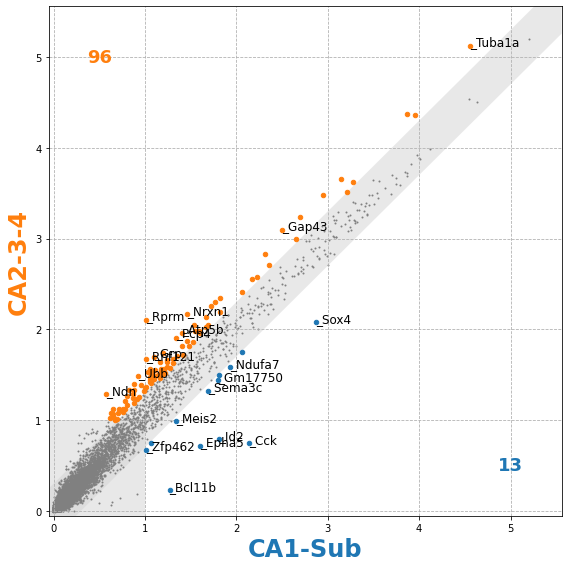 5
4
3
2
1
0
0
1
2
3
4
5
CA2-3-4
CA1-Sub
96
13
_Tuba1a
_Gap43
_Nrxn1
_Rprm
_Atp5b
_Sox4
_Rnf121
_Ubb
_Ndufa7
_Gm17750
_Ndn
_Sema3c
_Meis2
_Id2
_Epha5
_Cck
_Zfp462
_Bcl11b